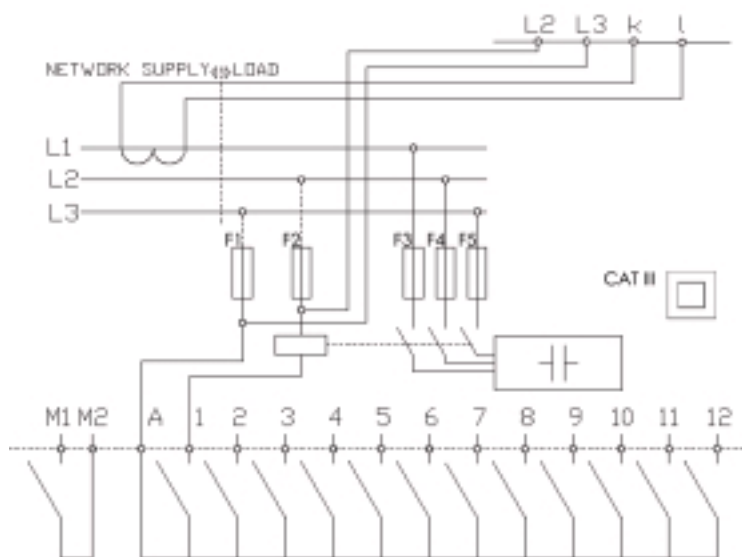 L2 L3 k l
NETWORK SUPPLY LOAD
L1
L2
L3
F1 F2 F3 F4 F5
CAT III
M1 M2 A 1 2 3 4 5 6 7 8 9 10 11 12